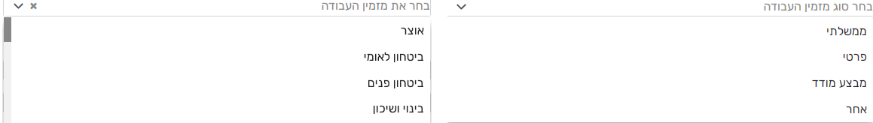 בחר סוג מזמין העבודה
ממשלתי
פרטי
מבצע מודד
אחר
בחר את מזמין העבודה
אוצר
ביטחון לאומי
ביטחון פנים
בינוי ושיכון